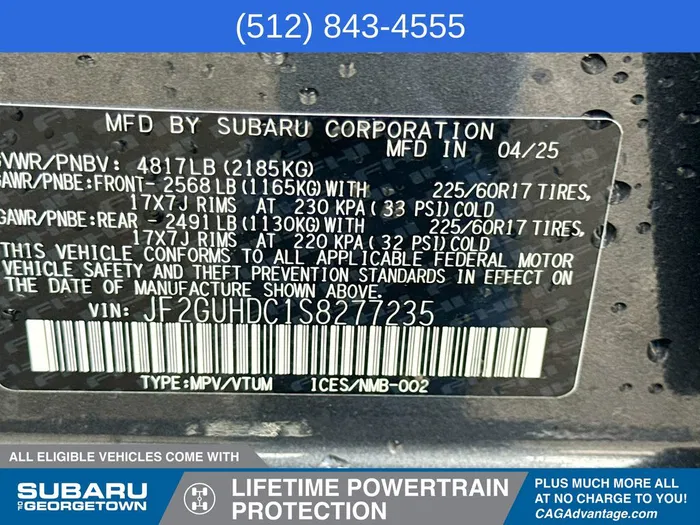 (512) 843-4555
MFD BY SUBARU CORPORATION
MFD IN 04/25
GVWR/PNBV: 4817LB (2185KG)
GAWR/PNBE: FRONT- 2568 LB (1165KG) WITH 225/60R17 TIRES,
17X7J RIMS AT 230 KPA (33 PSI) COLD
GAWR/PNBE: REAR - 2491 LB (1130KG) WITH 225/60R17 TIRES,
17X7J RIMS AT 220 KPA (32 PSI) COLD
THIS VEHICLE CONFORMS TO ALL APPLICABLE FEDERAL MOTOR
VEHICLE SAFETY AND THEFT PREVENTION STANDARDS IN EFFECT ON
THE DATE OF MANUFACTURE SHOWN ABOVE.
VIN: JF2GUHDC1S8277235
TYPE: MPV/VTUM ICES/NMB-002
ALL ELIGIBLE VEHICLES COME WITH
SUBARU
OF GEORGETOWN
LIFETIME POWERTRAIN
PROTECTION
PLUS MUCH MORE ALL
AT NO CHARGE TO YOU!
CAGAdvantage.com